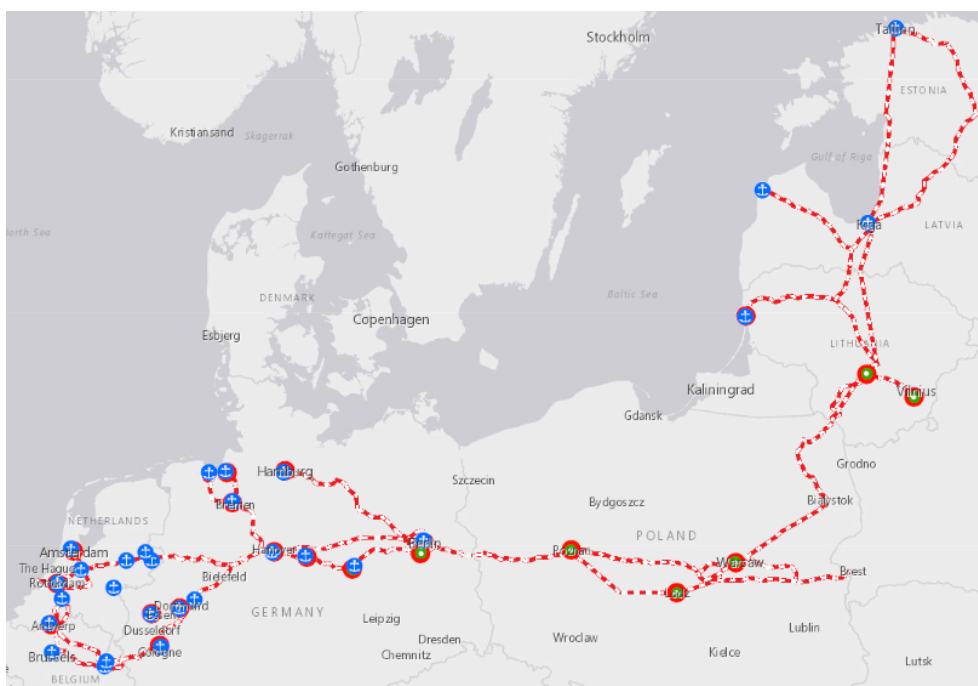 Stockholm
Tallinn
ESTONIA
Kristiansand
Skagerrak
Gothenburg
Gulf of Riga
LATVIA
Riga
North Sea
Kattegat Sea
DENMARK
Baltic Sea
Esbjerg
Copenhagen
LITHUANIA
Kaliningrad
Vilnius
Gdansk
Grodno
Hamburg
Szczecin
Bydgoszcz
Bialystok
Bremen
NETHERLANDS
POLAND
Amsterdam
Hanover
Berlin
Poznan
Warsaw
The Hague
Bielefeld
Brest
Rotterdam
Lodz
Dortmund
Essen
GERMANY
Leipzig
Antwerp
Dusseldorf
Dresden
Wroclaw
Lublin
Brussels
Cologne
Chemnitz
Kielce
Lutsk
BELGIUM